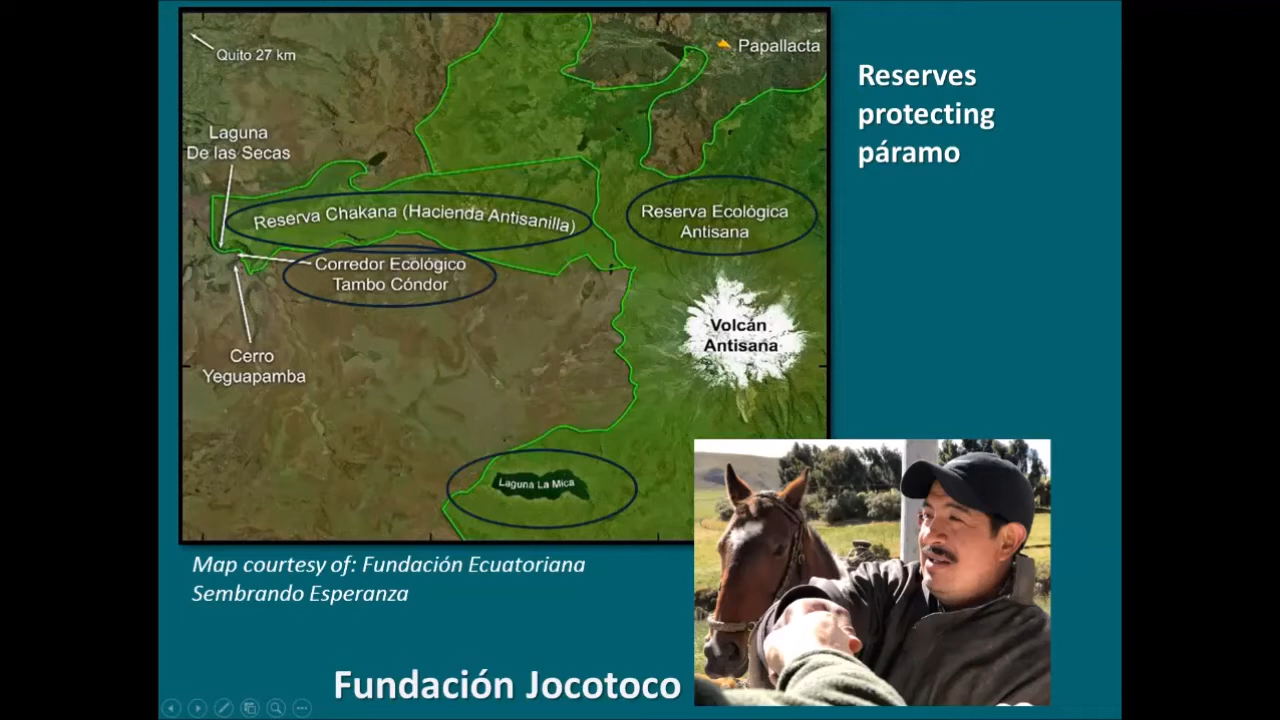 Quito 27 km
Papallacta
Reserves
protecting
páramo
Laguna
De las Secas
Reserva Chakana (Hacienda Antisanilla)
Reserva Ecológica
Antisana
Corredor Ecológico
Tambo Cóndor
Volcán
Antisana
Cerro
Yeguapamba
Laguna La Mica
Map courtesy of: Fundación Ecuatoriana
Sembrando Esperanza
Fundación Jocotoco